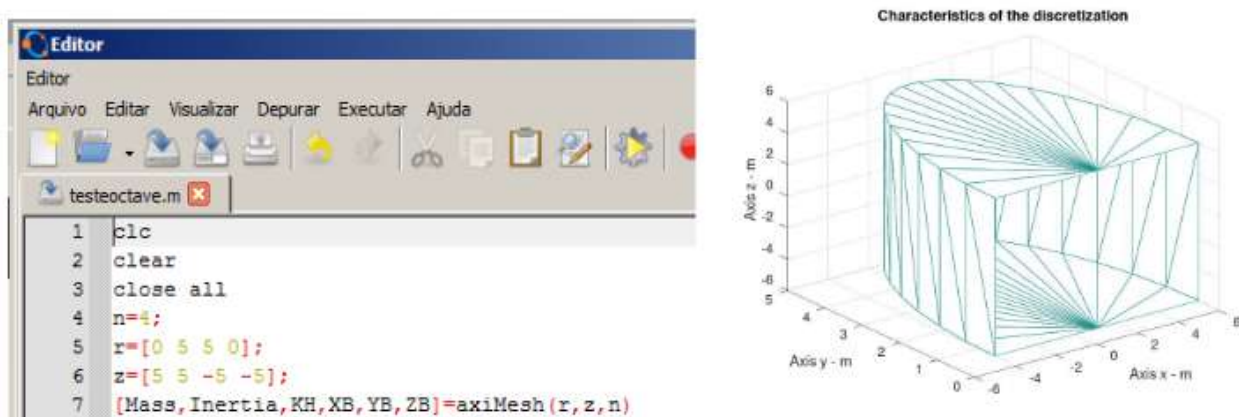 Editor
Editor
Arquivo Editar Visualizar Depurar Executar Ajuda
testeoctave.m
1 clc
2 clear
3 close all
4 n=4;
5 r=[0 5 5 0];
6 z=[5 5 -5 -5];
7 [Mass,Inertia,KH,XB,YB,ZB]=axiMesh(r,z,n)
Characteristics of the discretization
6
4
2
0
-2
-4
-6
Axis z - m
5
4
3
2
1
0
Axis y - m
-6
-4
-2
0
2
4
6
Axis x - m